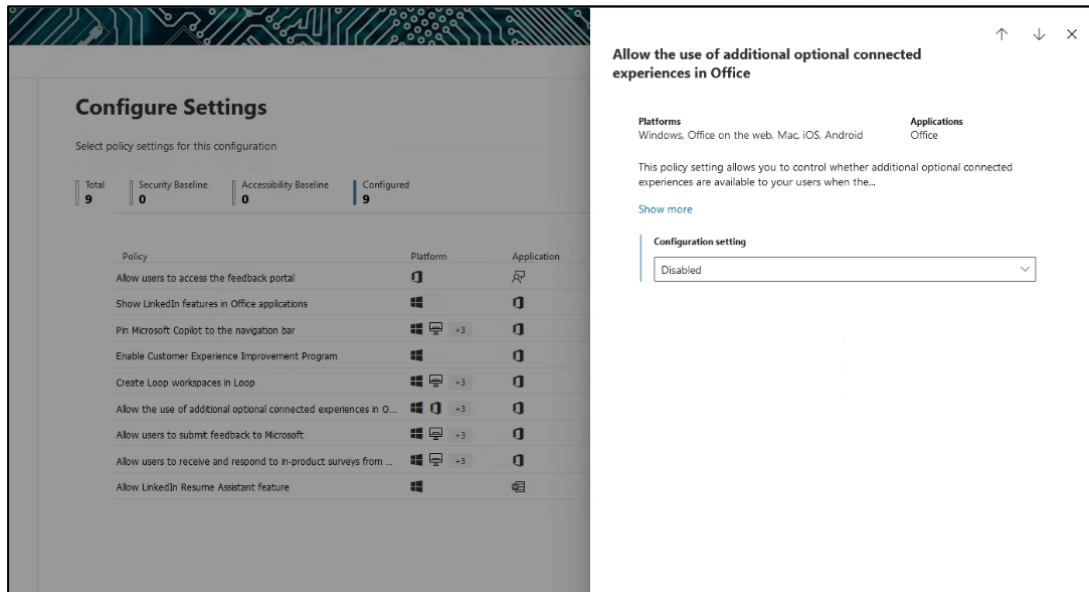 Configure Settings
Select policy settings for this configuration
Total
9
Security Baseline
0
Accessibility Baseline
0
Configured
9
Policy Platform Application
Allow users to access the feedback portal
Show LinkedIn features in Office applications
Pin Microsoft Copilot to the navigation bar +3
Enable Customer Experience Improvement Program
Create Loop workspaces in Loop +3
Allow the use of additional optional connected experiences in O... +3
Allow users to submit feedback to Microsoft +3
Allow users to receive and respond to in-product surveys from ... +3
Allow LinkedIn Resume Assistant feature
Allow the use of additional optional connected
experiences in Office
Platforms
Windows, Office on the web, Mac, iOS, Android
Applications
Office
This policy setting allows you to control whether additional optional connected
experiences are available to your users when the...
Show more
Configuration setting
Disabled